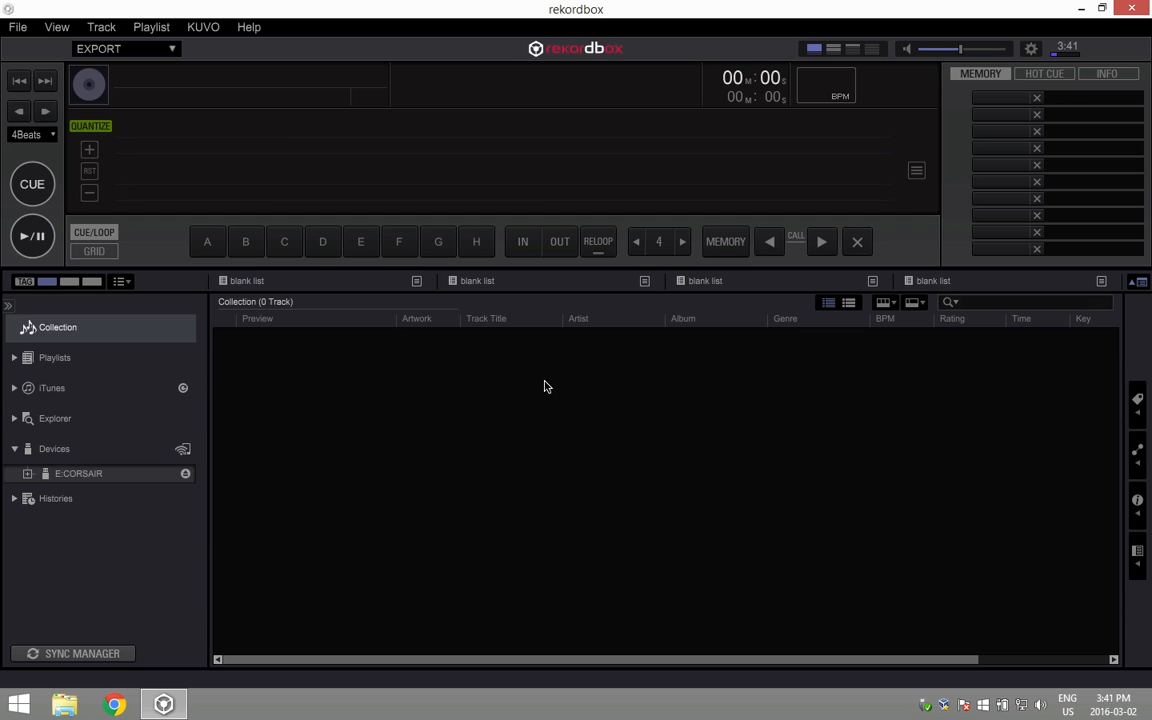 rekordbox
File View Track Playlist KUVO Help
EXPORT
rekordbox
3:41
4Beats
CUE
00 M: 00 S
00 M: 00 S
BPM
QUANTIZE
RST
MEMORY HOT CUE INFO
CUE/LOOP
GRID
A B C D E F G H IN OUT RELOOP 4 MEMORY CALL
TAG
blank list blank list blank list blank list
Collection (0 Track)
Preview Artwork Track Title Artist Album Genre BPM Rating Time Key
Collection
Playlists
iTunes
Explorer
Devices
E:CORSAIR
Histories
SYNC MANAGER
ENG
US
3:41 PM
2016-03-02